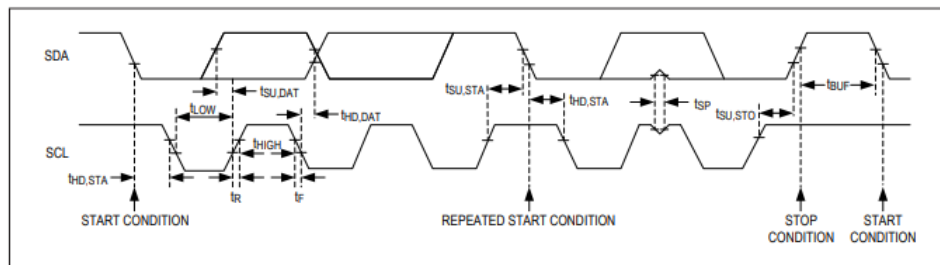 SDA
tSU,DAT
tLOW
tHD,DAT
tSU,STA
tHD,STA
tSP
tSU,STO
tBUF
SCL
tHIGH
tHD,STA
tR
tF
START CONDITION
REPEATED START CONDITION
STOP
CONDITION
START
CONDITION